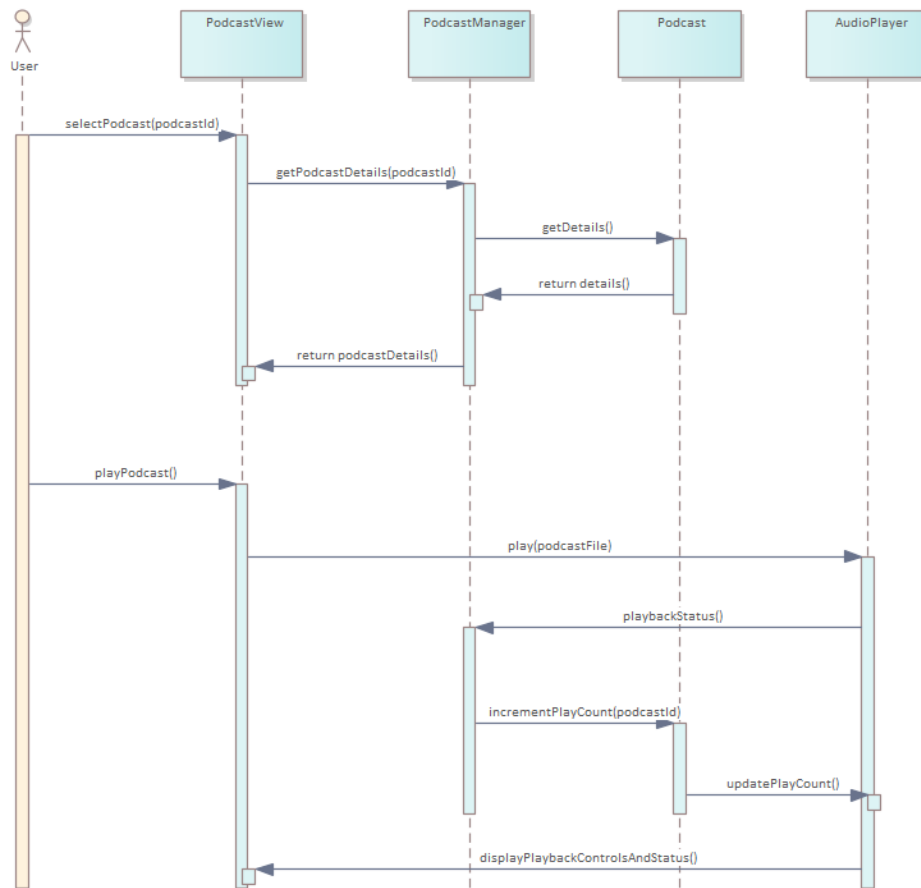 PodcastView
PodcastManager
Podcast
AudioPlayer
User
selectPodcast(podcastId)
getPodcastDetails(podcastId)
getDetails()
return details()
return podcastDetails()
playPodcast()
play(podcastFile)
playbackStatus()
incrementPlayCount(podcastId)
updatePlayCount()
displayPlaybackControlsAndStatus()